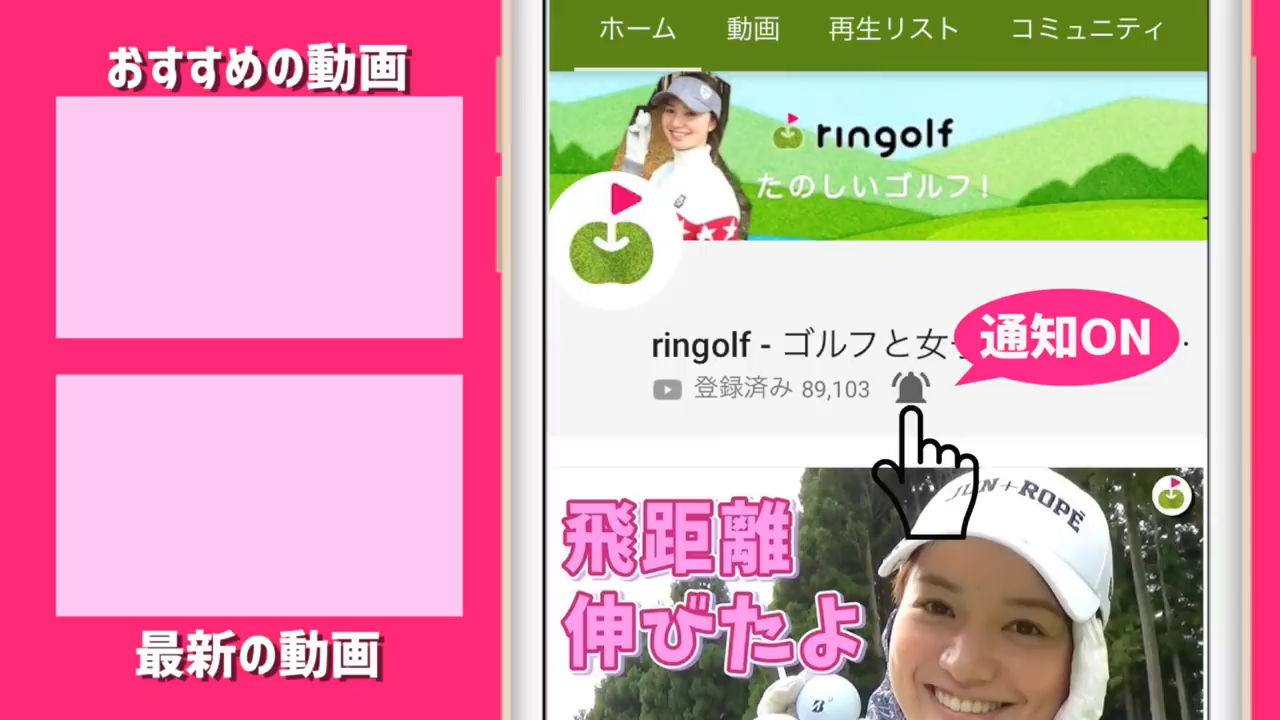 おすすめの動画
最新の動画
ホーム 動画 再生リスト コミュニティ
ringolf
たのしいゴルフ!
ringolf - ゴルフと女
通知ON
登録済み 89,103
JUN+ROPÉ
飛距離
伸びたよ
B